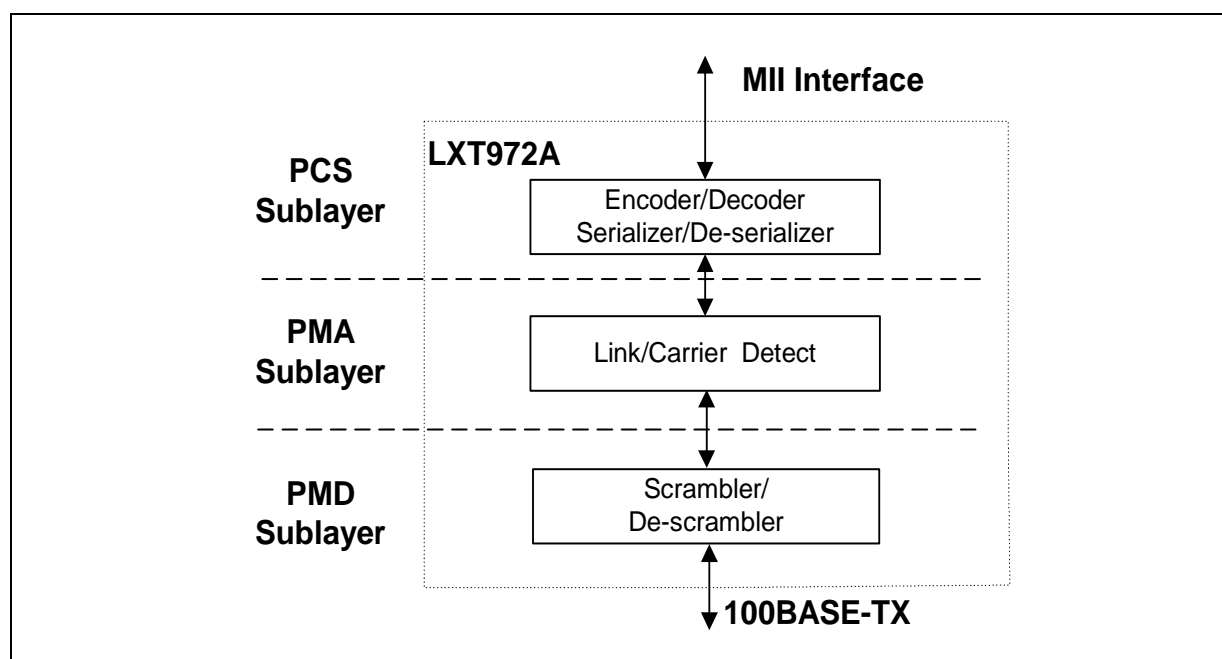 MII Interface
LXT972A
PCS
Sublayer
Encoder/Decoder
Serializer/De-serializer
PMA
Sublayer
Link/Carrier Detect
PMD
Sublayer
Scrambler/
De-scrambler
100BASE-TX